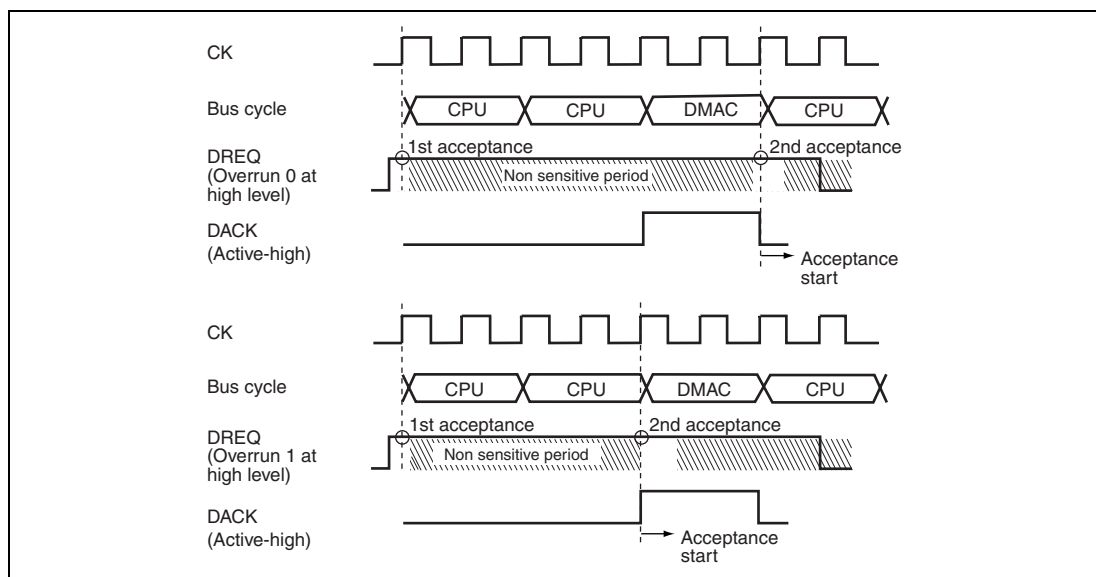 CK
Bus cycle
CPU
CPU
DMAC
CPU
DREQ
(Overrun 0 at
high level)
1st acceptance
2nd acceptance
Non sensitive period
DACK
(Active-high)
Acceptance
start
CK
Bus cycle
CPU
CPU
DMAC
CPU
DREQ
(Overrun 1 at
high level)
1st acceptance
2nd acceptance
Non sensitive period
DACK
(Active-high)
Acceptance
start